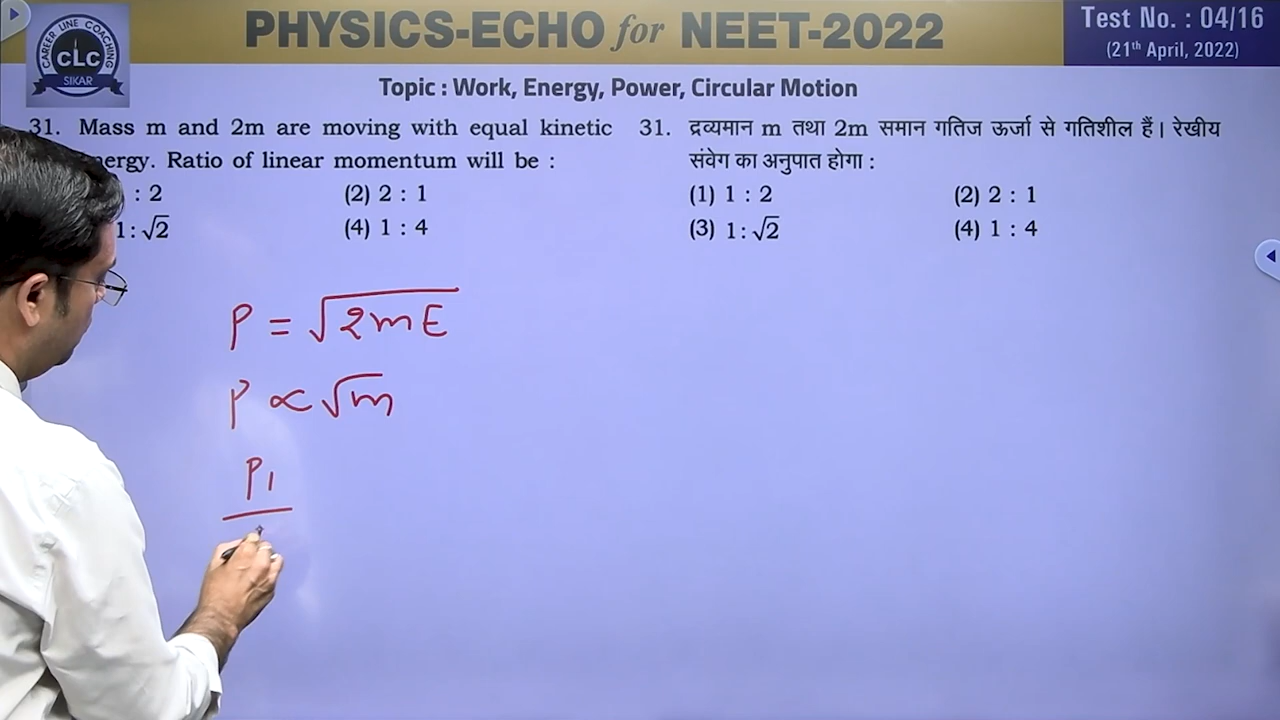 PHYSICS-ECHO for NEET-2022
Test No. : 04/16
(21th April, 2022)
CAREER LINE COACHING
CLC
SIKAR
Topic : Work, Energy, Power, Circular Motion
31. Mass m and 2m are moving with equal kinetic
nergy. Ratio of linear momentum will be :
: 2
(2) 2 : 1
1:√2
(4) 1 : 4
31. द्रव्यमान m तथा 2m समान गतिज ऊर्जा से गतिशील हैं। रेखीय
संवेग का अनुपात होगा :
(1) 1 : 2
(2) 2 : 1
(3) 1:√2
(4) 1 : 4
P = √2mE
P ∝ √m
P1